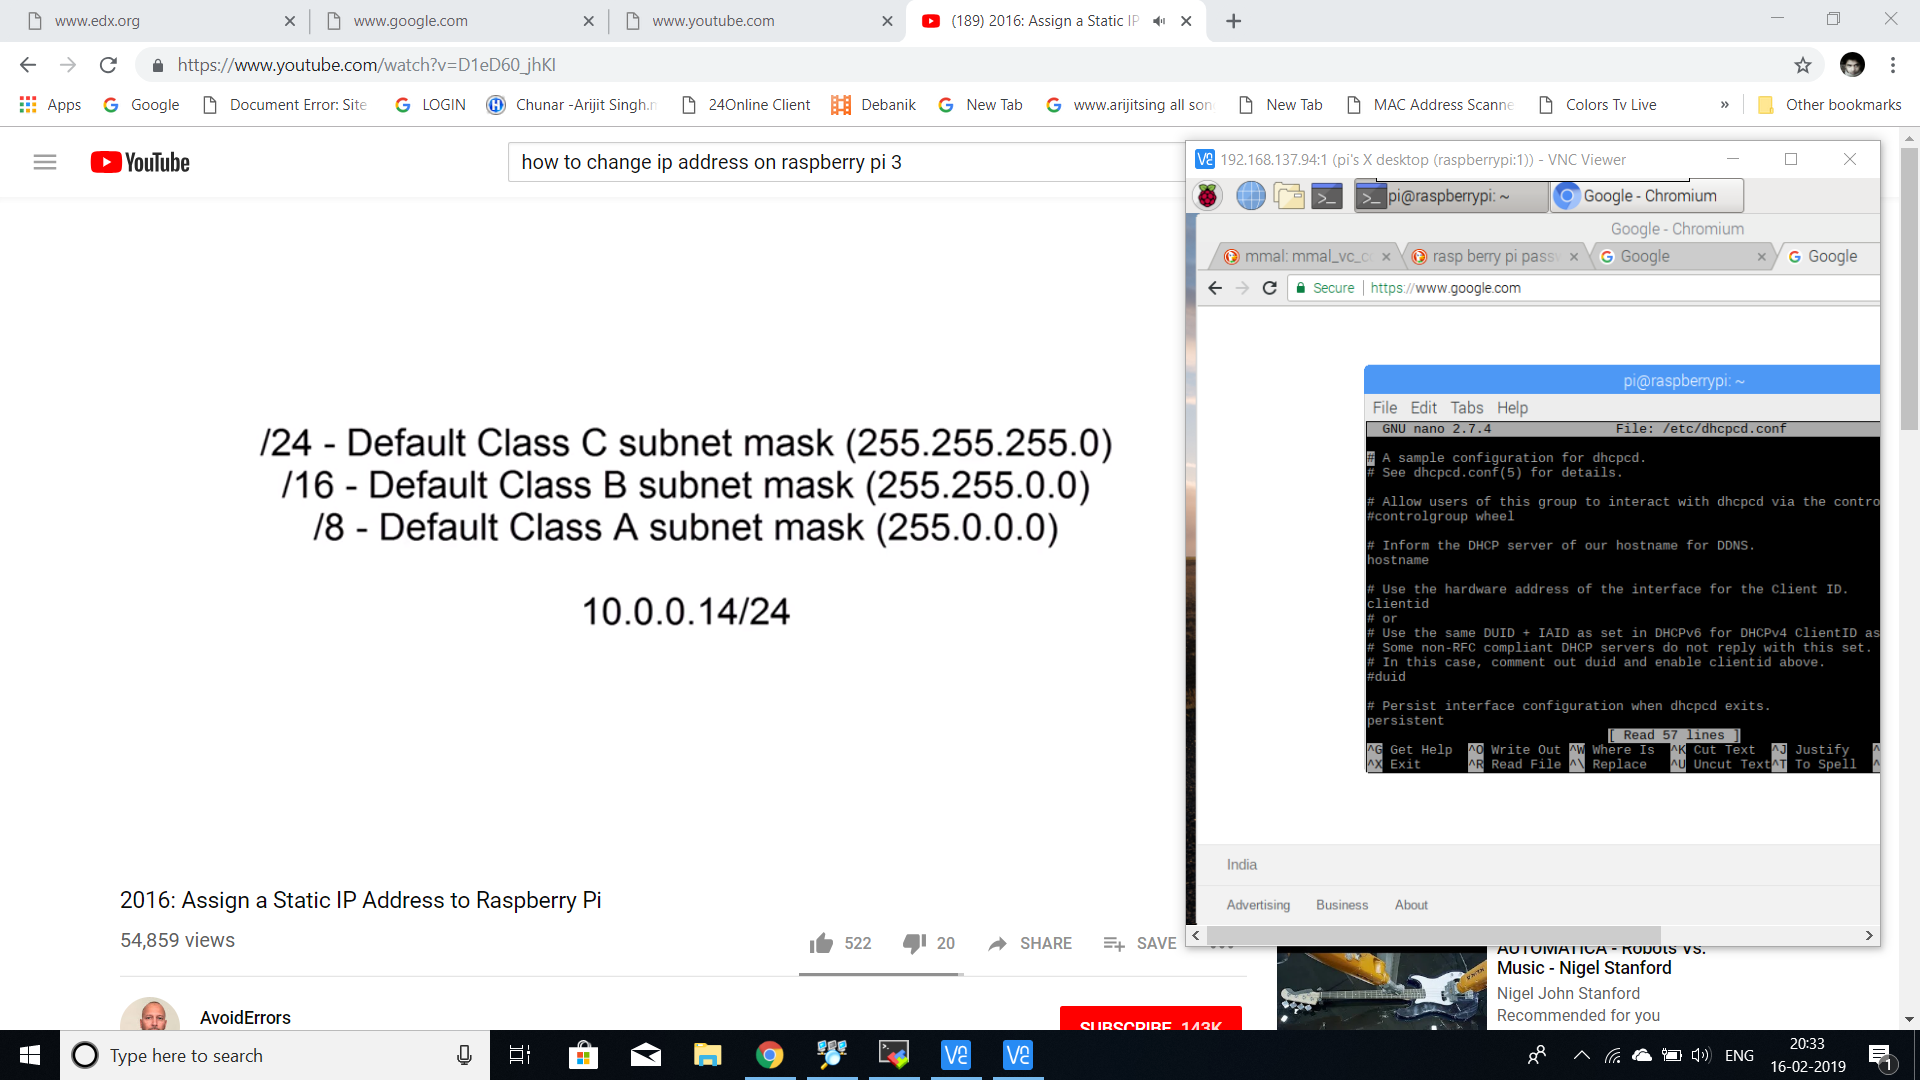 www.edx.org
www.google.com
www.youtube.com
(189) 2016: Assign a Static IP
https://www.youtube.com/watch?v=D1eD60_jhKI
Apps
Google
Document Error: Site
LOGIN
Chunar -Arijit Singh.m
24Online Client
Debanik
New Tab
www.arijitsing all son
New Tab
MAC Address Scanne
Colors Tv Live
»
Other bookmarks
YouTube
how to change ip address on raspberry pi 3
/24 - Default Class C subnet mask (255.255.255.0)
/16 - Default Class B subnet mask (255.255.0.0)
/8 - Default Class A subnet mask (255.0.0.0)
10.0.0.14/24
2016: Assign a Static IP Address to Raspberry Pi
54,859 views
522
20
SHARE
SAVE
AvoidErrors
SUBSCRIBE 143K
192.168.137.94:1 (pi's X desktop (raspberrypi:1)) - VNC Viewer
pi@raspberrypi: ~
Google - Chromium
Google - Chromium
mmal: mmal_vc_c
rasp berry pi passw
Google
Google
Secure
https://www.google.com
pi@raspberrypi: ~
File Edit Tabs Help
GNU nano 2.7.4 File: /etc/dhcpcd.conf
# A sample configuration for dhcpcd.
# See dhcpcd.conf(5) for details.
# Allow users of this group to interact with dhcpcd via the contro
#controlgroup wheel
# Inform the DHCP server of our hostname for DDNS.
hostname
# Use the hardware address of the interface for the Client ID.
clientid
# or
# Use the same DUID + IAID as set in DHCPv6 for DHCPv4 ClientID as
# Some non-RFC compliant DHCP servers do not reply with this set.
# In this case, comment out duid and enable clientid above.
#duid
# Persist interface configuration when dhcpcd exits.
persistent
[ Read 57 lines ]
^G Get Help ^O Write Out ^W Where Is ^K Cut Text ^J Justify ^
^X Exit ^R Read File ^\ Replace ^U Uncut Text ^T To Spell ^
India
Advertising Business About
AUTOMATICA - Robots Vs.
Music - Nigel Stanford
Nigel John Stanford
Recommended for you
Type here to search
ENG
20:33
16-02-2019
1